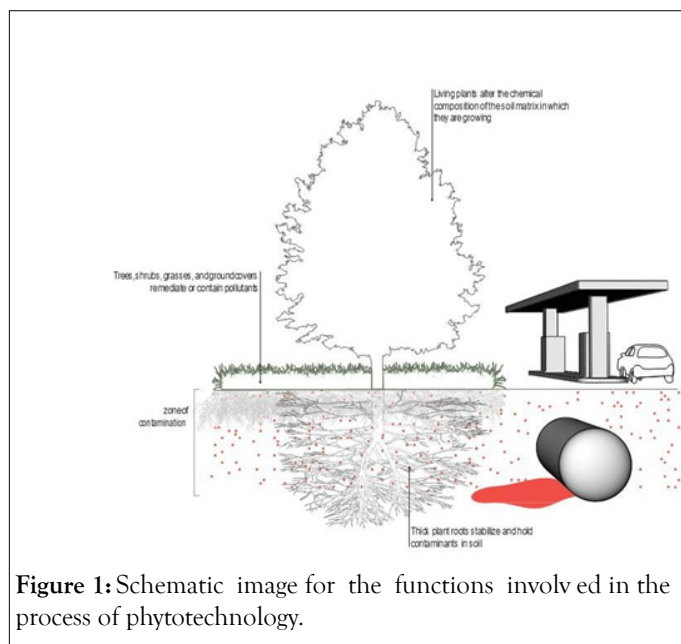 Living plants alter the chemical
composition of the soil matrix in which
they are growing
Trees, shrubs, grasses, and groundcovers
remediate or contain pollutants
zone of
contamination
Thick plant roots stabilize and hold
contaminants in soil
Figure 1: Schematic image for the functions involv ed in the
process of phytotechnology.